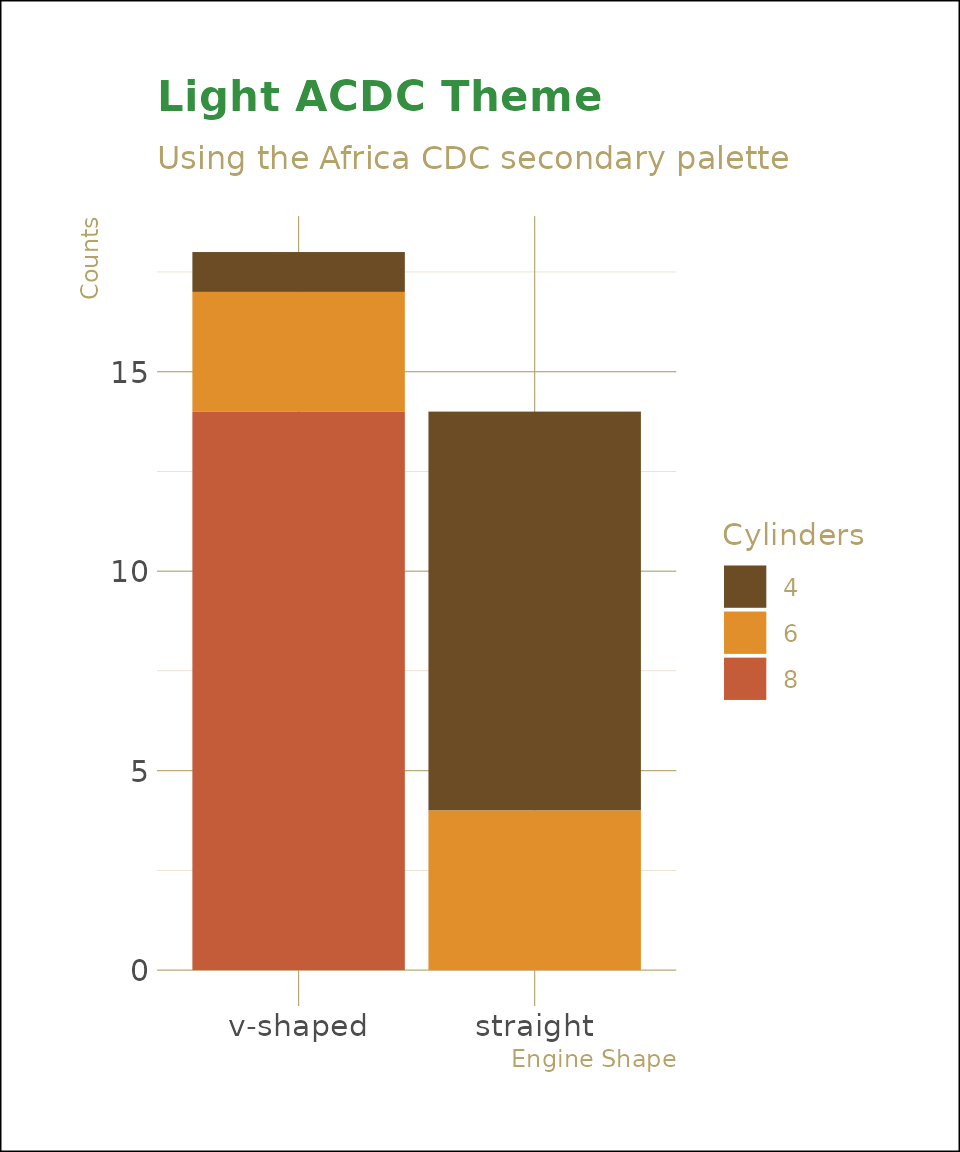 Light ACDC Theme
Using the Africa CDC secondary palette
Counts
15
10
5
0
v-shaped
straight
Engine Shape
Cylinders
4
6
8